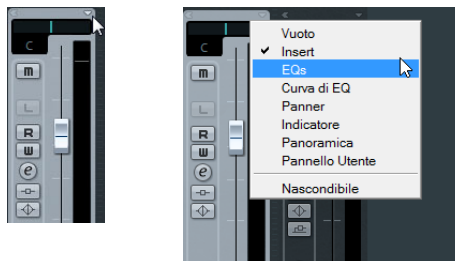 C
m
L
R
W
e
C
m
L
R
W
e
Vuoto
Insert
EQs
Curva di EQ
Panner
Indicatore
Panoramica
Pannello Utente
Nascondibile